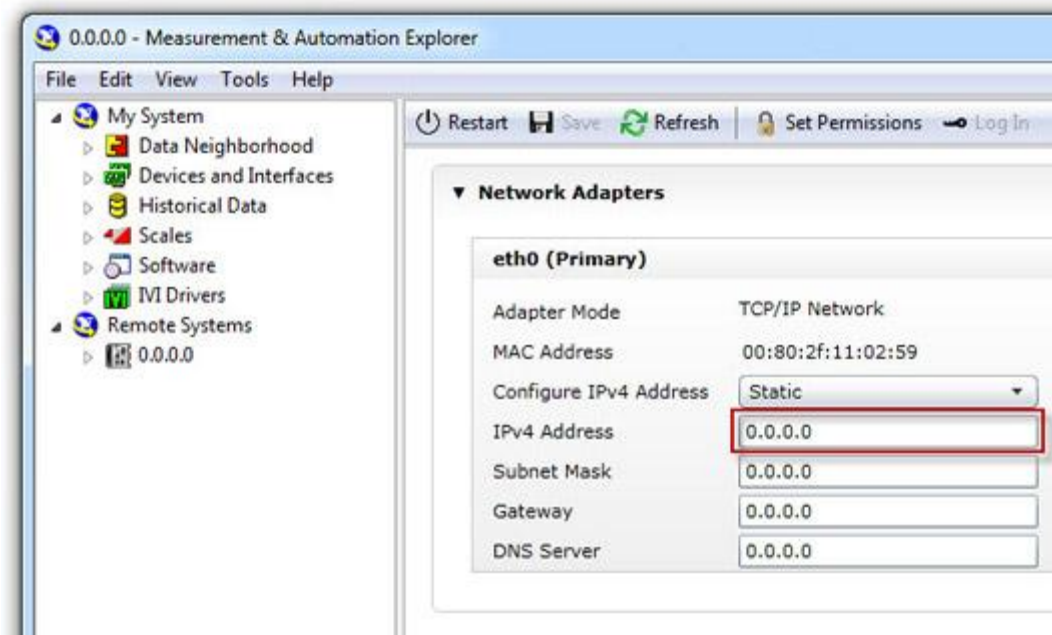 0.0.0.0 - Measurement & Automation Explorer
File Edit View Tools Help
My System
Data Neighborhood
Devices and Interfaces
Historical Data
Scales
Software
IVI Drivers
Remote Systems
0.0.0.0
Restart Save Refresh Set Permissions Log In
Network Adapters
eth0 (Primary)
Adapter Mode TCP/IP Network
MAC Address 00:80:2f:11:02:59
Configure IPv4 Address Static
IPv4 Address 0.0.0.0
Subnet Mask 0.0.0.0
Gateway 0.0.0.0
DNS Server 0.0.0.0